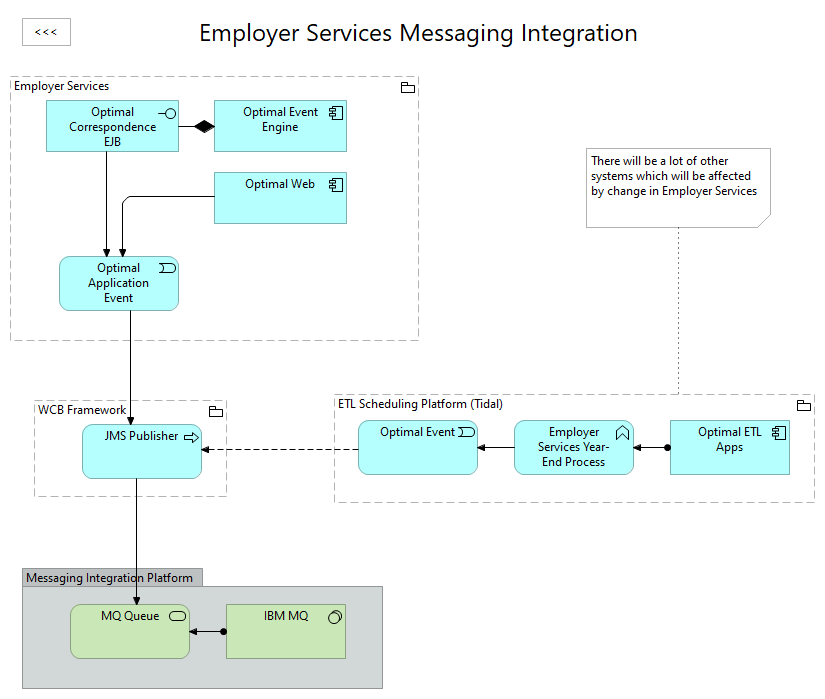 <<<
Employer Services Messaging Integration
Employer Services
Optimal
Correspondence
EJB
Optimal Event
Engine
Optimal Web
Optimal
Application
Event
There will be a lot of other
systems which will be affected
by change in Employer Services
WCB Framework
JMS Publisher
ETL Scheduling Platform (Tidal)
Optimal Event
Employer
Services Year-
End Process
Optimal ETL
Apps
Messaging Integration Platform
MQ Queue
IBM MQ